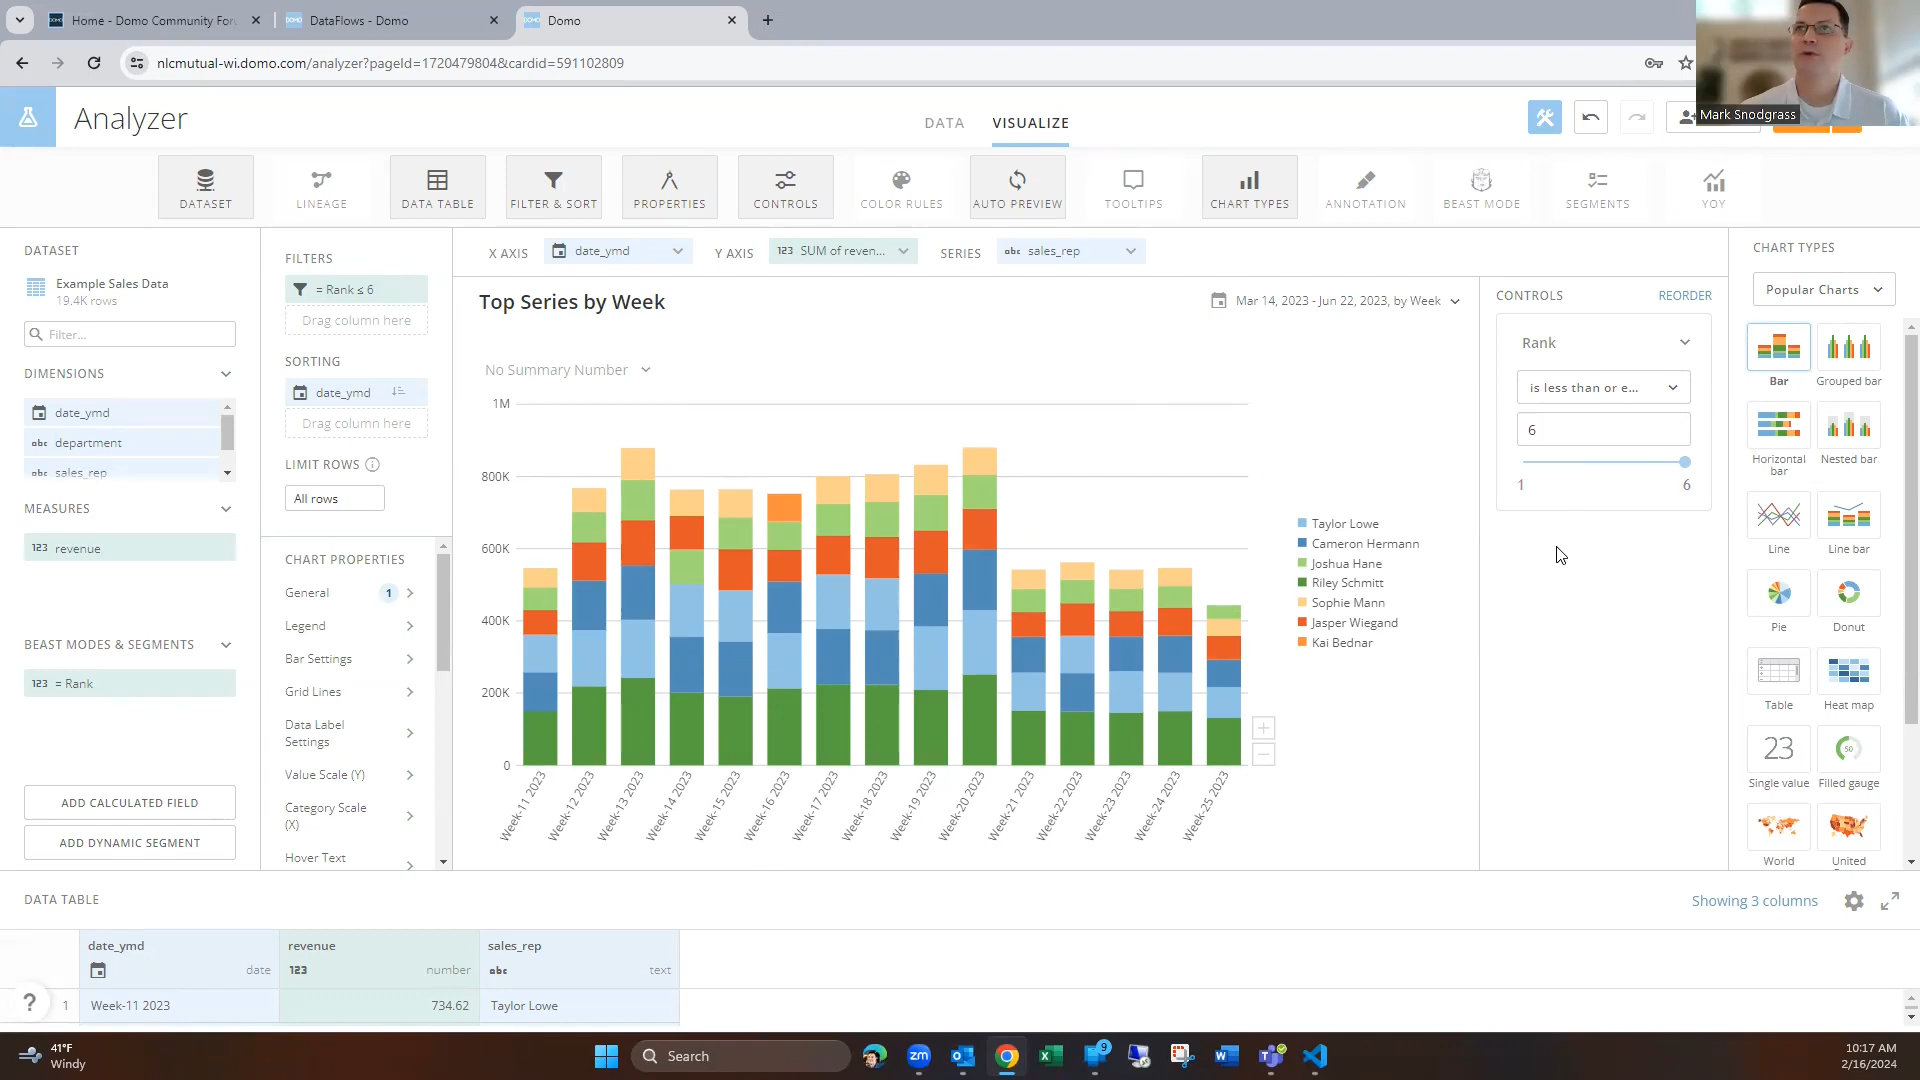 Home - Domo Community For
DataFlows - Domo
Domo
nlcmutual-wi.domo.com/analyzer?pageId=1720479804&cardid=591102809
Mark Snodgrass
Analyzer
DATA
VISUALIZE
DATASET
LINEAGE
DATA TABLE
FILTER & SORT
PROPERTIES
CONTROLS
COLOR RULES
AUTO PREVIEW
TOOLTIPS
CHART TYPES
ANNOTATION
BEAST MODE
SEGMENTS
YOY
DATASET
Example Sales Data
19.4K rows
Filter...
DIMENSIONS
date_ymd
abc department
abc sales_rep
MEASURES
123 revenue
BEAST MODES & SEGMENTS
123 = Rank
ADD CALCULATED FIELD
ADD DYNAMIC SEGMENT
FILTERS
= Rank ≤ 6
Drag column here
SORTING
date_ymd
Drag column here
LIMIT ROWS
All rows
CHART PROPERTIES
General 1
Legend
Bar Settings
Grid Lines
Data Label
Settings
Value Scale (Y)
Category Scale
(X)
Hover Text
X AXIS
date_ymd
Y AXIS
123 SUM of reven...
SERIES
abc sales_rep
Top Series by Week
Mar 14, 2023 - Jun 22, 2023, by Week
No Summary Number
1M
800K
600K
400K
200K
0
Week-11 2023
Week-12 2023
Week-13 2023
Week-14 2023
Week-15 2023
Week-16 2023
Week-17 2023
Week-18 2023
Week-19 2023
Week-20 2023
Week-21 2023
Week-22 2023
Week-23 2023
Week-24 2023
Week-25 2023
Taylor Lowe
Cameron Hermann
Joshua Hane
Riley Schmitt
Sophie Mann
Jasper Wiegand
Kai Bednar
CONTROLS
REORDER
Rank
is less than or e...
6
1
6
CHART TYPES
Popular Charts
Bar
Grouped bar
Horizontal
bar
Nested bar
Line
Line bar
Pie
Donut
Table
Heat map
23
Single value
50
Filled gauge
World
United
DATA TABLE
Showing 3 columns
date_ymd
date
revenue
123
number
sales_rep
abc
text
?
1
Week-11 2023
734.62
Taylor Lowe
41°F
Windy
Search
zm
9
10:17 AM
2/16/2024